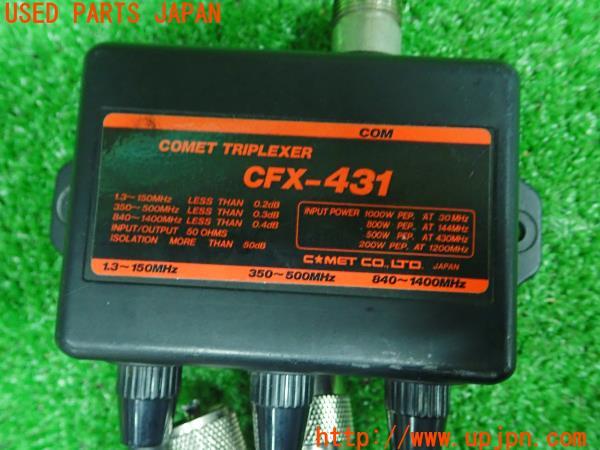 USED PARTS JAPAN
COM
COMET TRIPLEXER
CFX-431
1.3~150MHz LESS THAN 0.2dB
350~500MHz LESS THAN 0.3dB
840~1400MHz LESS THAN 0.4dB
INPUT/OUTPUT 50 OHMS
ISOLATION MORE THAN 50dB
INPUT POWER 1000W PEP. AT 30MHz
800W PEP. AT 144MHz
500W PEP. AT 430MHz
200W PEP. AT 1200MHz
C★MET CO., LTD. JAPAN
1.3~150MHz 350~500MHz 840~1400MHz
http://www.upjpn.com/